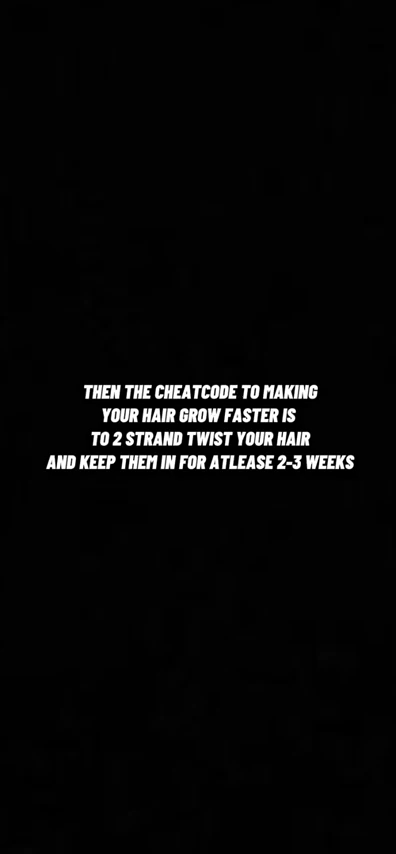 THEN THE CHEATCODE TO MAKING
YOUR HAIR GROW FASTER IS
TO 2 STRAND TWIST YOUR HAIR
AND KEEP THEM IN FOR ATLEASE 2-3 WEEKS